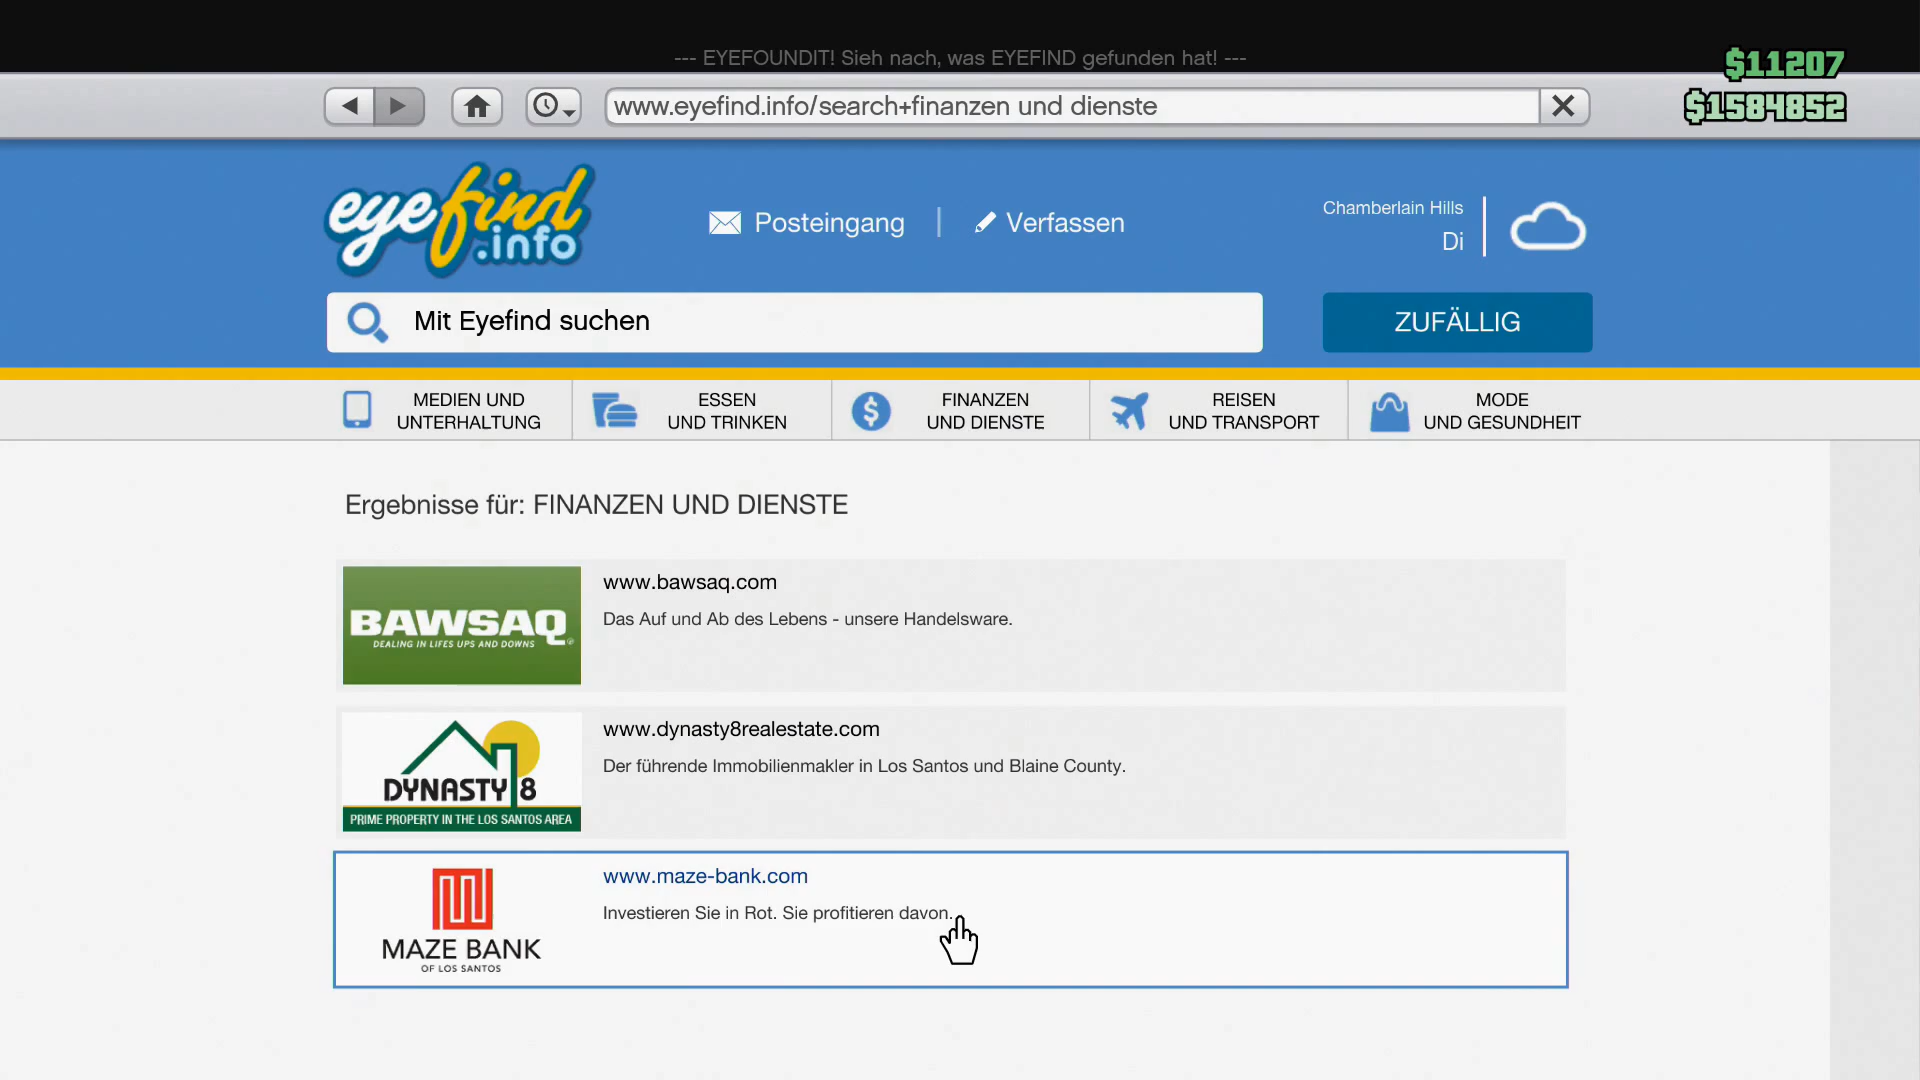 --- EYEFOUNDIT! Sieh nach, was EYEFIND gefunden hat! ---
$11207
www.eyefind.info/search+finanzen und dienste
$1584852
eyefind.info
Posteingang
Verfassen
Chamberlain Hills
Di
Mit Eyefind suchen
ZUFÄLLIG
MEDIEN UND
UNTERHALTUNG
ESSEN
UND TRINKEN
FINANZEN
UND DIENSTE
REISEN
UND TRANSPORT
MODE
UND GESUNDHEIT
Ergebnisse für: FINANZEN UND DIENSTE
BAWSAQ
DEALING IN LIFES UPS AND DOWNS
www.bawsaq.com
Das Auf und Ab des Lebens - unsere Handelsware.
DYNASTY 8
PRIME PROPERTY IN THE LOS SANTOS AREA
www.dynasty8realestate.com
Der führende Immobilienmakler in Los Santos und Blaine County.
MAZE BANK
OF LOS SANTOS
www.maze-bank.com
Investieren Sie in Rot. Sie profitieren davon.